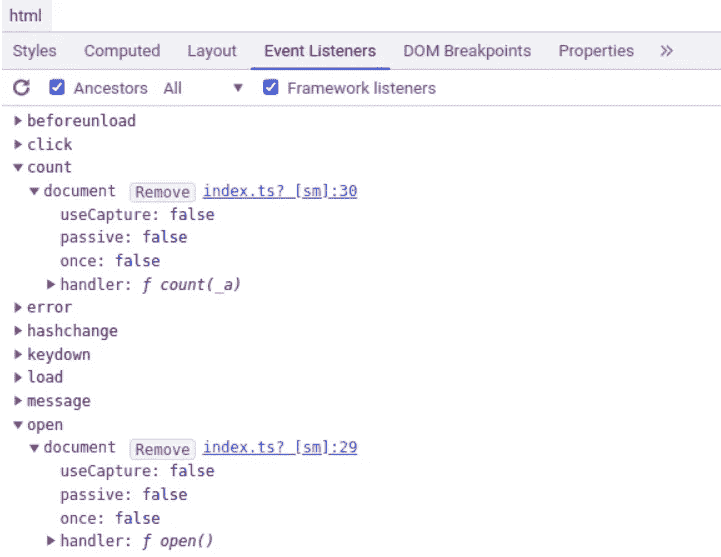 html
Styles Computed Layout Event Listeners DOM Breakpoints Properties »
Ancestors All Framework listeners
beforeunload
click
count
document Remove index.ts? [sm]:30
useCapture: false
passive: false
once: false
handler: f count(_a)
error
hashchange
keydown
load
message
open
document Remove index.ts? [sm]:29
useCapture: false
passive: false
once: false
handler: f open()